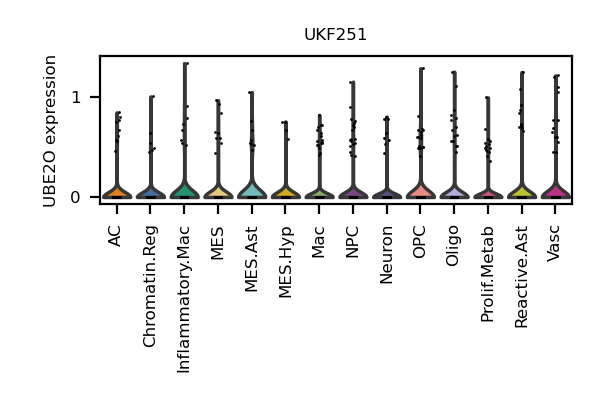 UKF251
UBE2O expression
1
0
AC
Chromatin.Reg
Inflammatory.Mac
MES
MES.Ast
MES.Hyp
Mac
NPC
Neuron
OPC
Oligo
Prolif.Metab
Reactive.Ast
Vasc